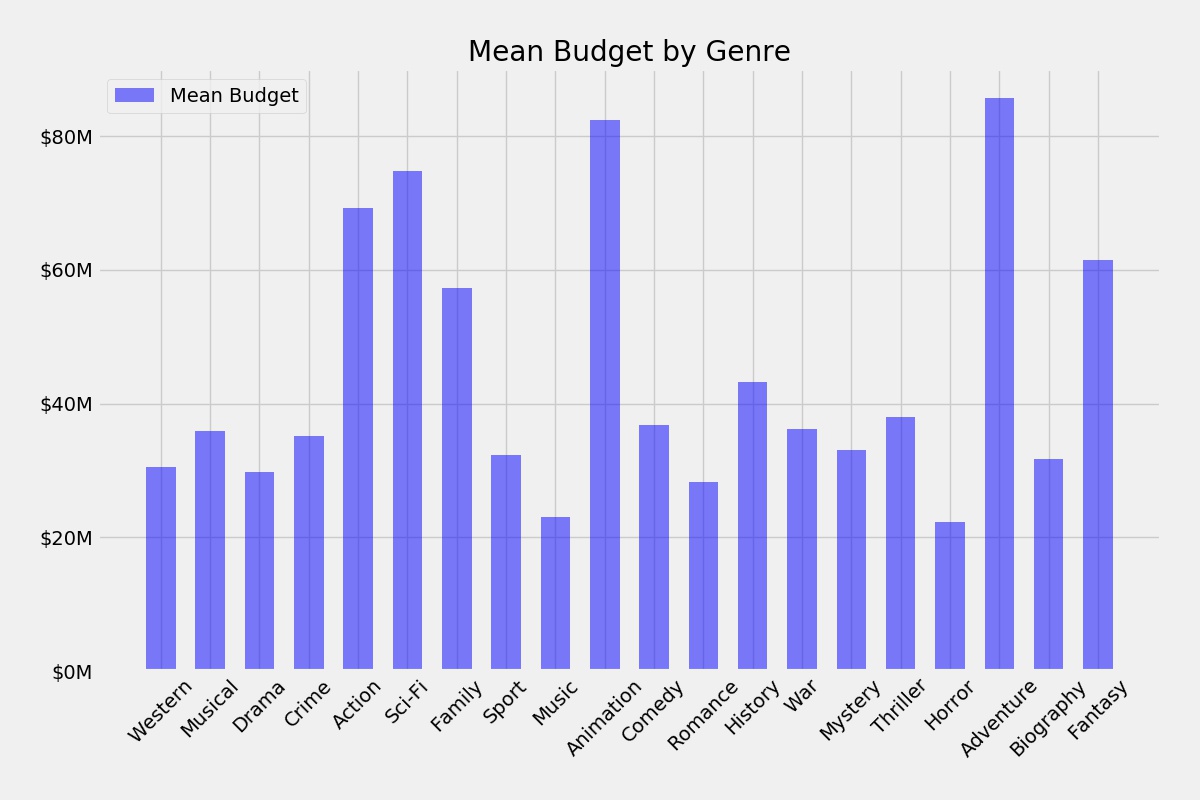 Mean Budget by Genre
Mean Budget
$80M
$60M
$40M
$20M
$0M
Western
Musical
Drama
Crime
Action
Sci-Fi
Family
Sport
Music
Animation
Comedy
Romance
History
War
Mystery
Thriller
Horror
Adventure
Biography
Fantasy